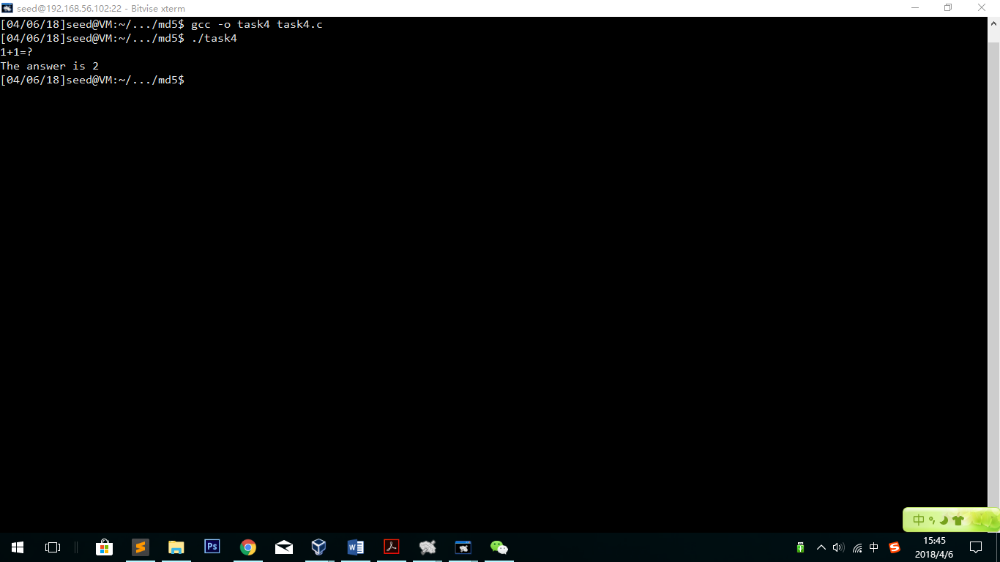 seed@192.168.56.102:22 - Bitvise xterm
[04/06/18]seed@VM:~/.../md5$ gcc -o task4 task4.c
[04/06/18]seed@VM:~/.../md5$ ./task4
1+1=?
The answer is 2
[04/06/18]seed@VM:~/.../md5$
中
Ps
中
15:45
2018/4/6